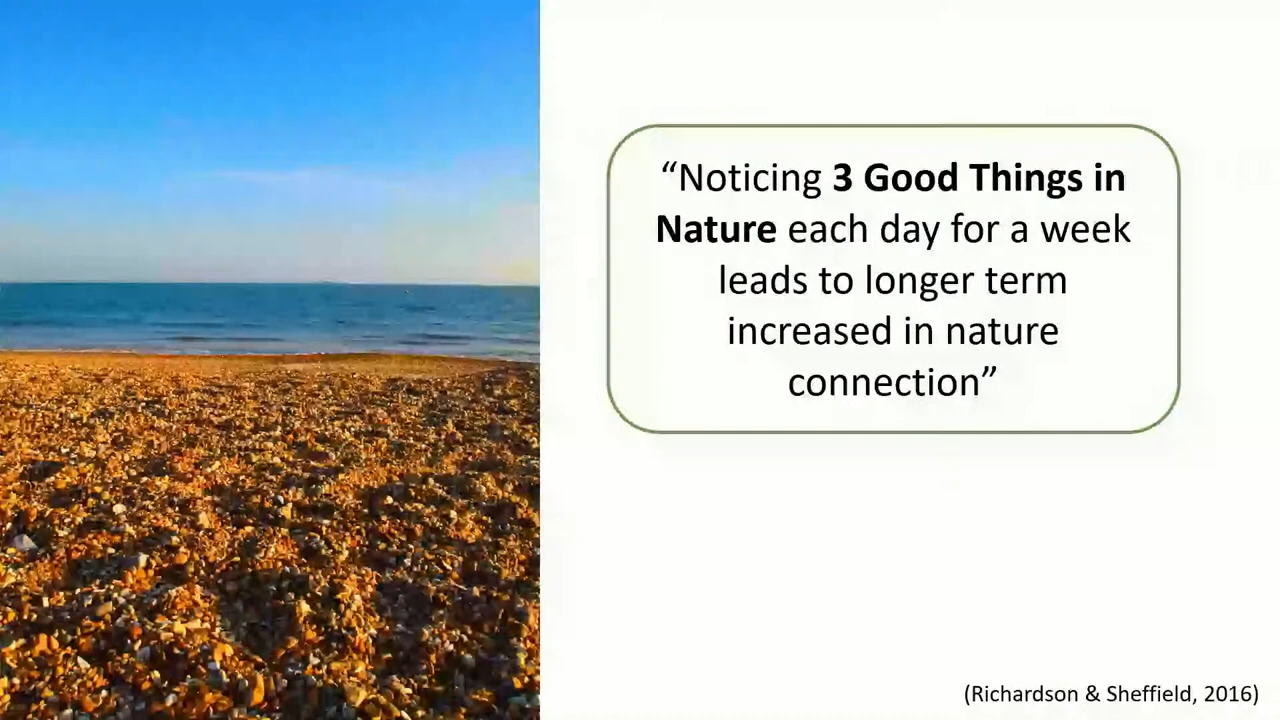 “Noticing 3 Good Things in
Nature each day for a week
leads to longer term
increased in nature
connection”
(Richardson & Sheffield, 2016)